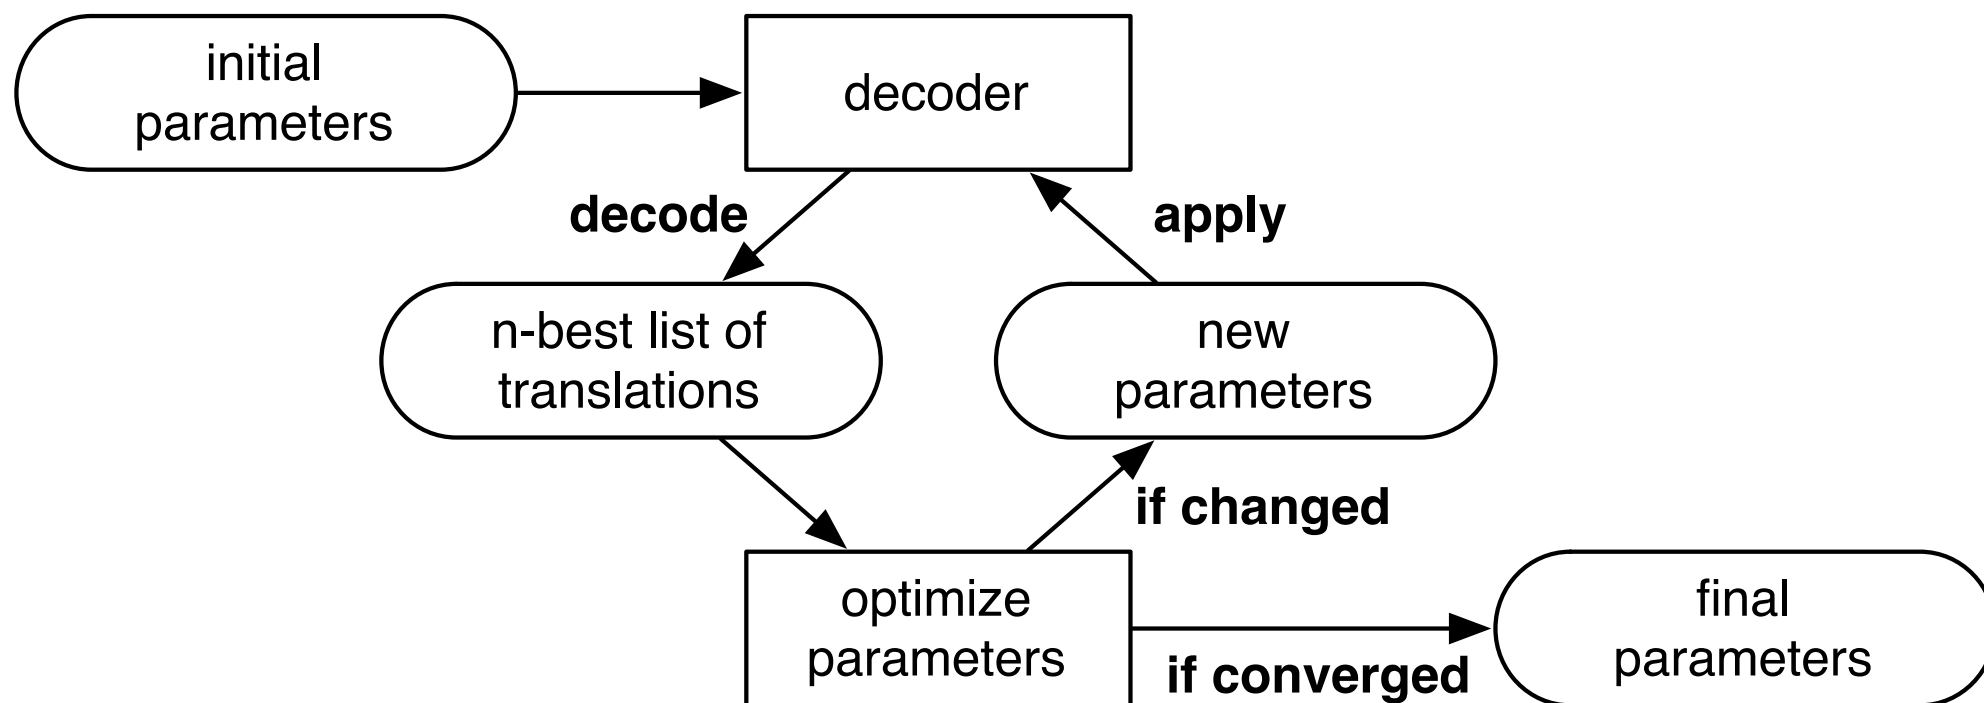 initial
parameters
decoder
decode
apply
n-best list of
translations
new
parameters
if changed
optimize
parameters
if converged
final
parameters